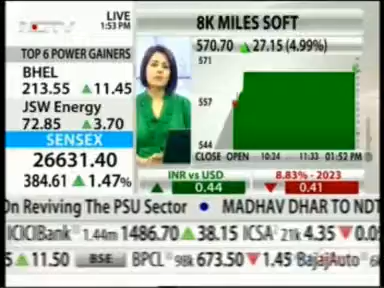 LIVE
1:53 PM
8K MILES SOFT
570.70 27.15 (4.99%)
TOP 6 POWER GAINERS
BHEL
213.55 ▲11.45
JSW Energy
72.85 ▲3.70
SENSEX
26631.40
384.61 ▲1.47%
571
557
544
CLOSE OPEN 10:24 11:33 01:52 PM
INR vs USD
▲ 0.44
8.83% - 2023
▼ 0.41
On Reviving The PSU Sector • MADHAV DHAR TO NDT
ICICIBank 1.44m 1486.70 ▲ 38.15 ICSA 21k 4.35 ▼ 0.0
5 ▲ 11.50 BSE BPCL 98k 673.50 ▼ 1.45 BajajAuto 6